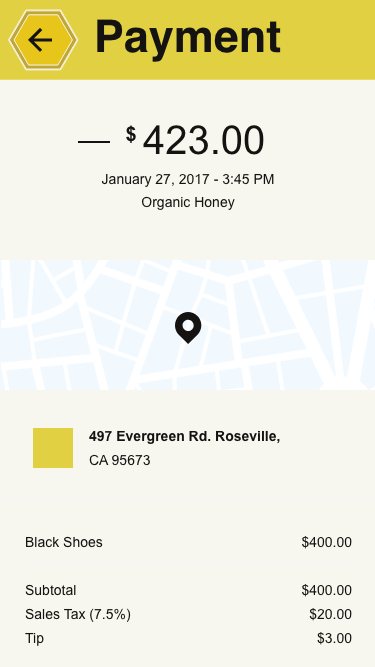 Payment
— $ 423.00
January 27, 2017 - 3:45 PM
Organic Honey
497 Evergreen Rd. Roseville,
CA 95673
Black Shoes $400.00
Subtotal $400.00
Sales Tax (7.5%) $20.00
Tip $3.00